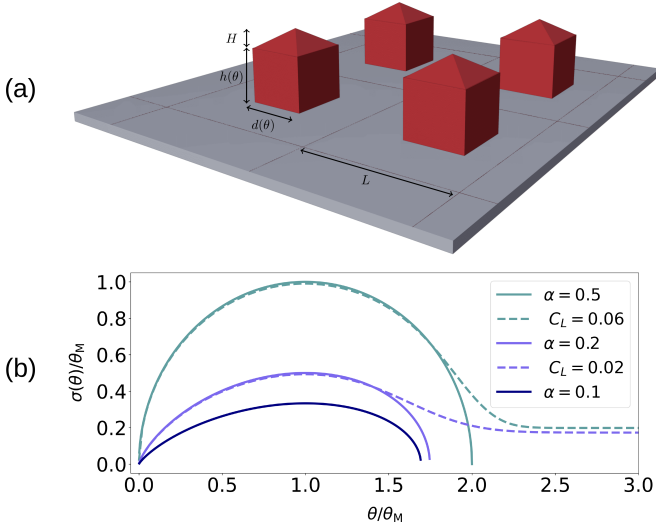 (a)
H
h(θ)
d(θ)
L
(b)
σ(θ)/θ_M
1.0
0.8
0.6
0.4
0.2
0.0
α = 0.5
C_L = 0.06
α = 0.2
C_L = 0.02
α = 0.1
0.0 0.5 1.0 1.5 2.0 2.5 3.0
θ/θ_M